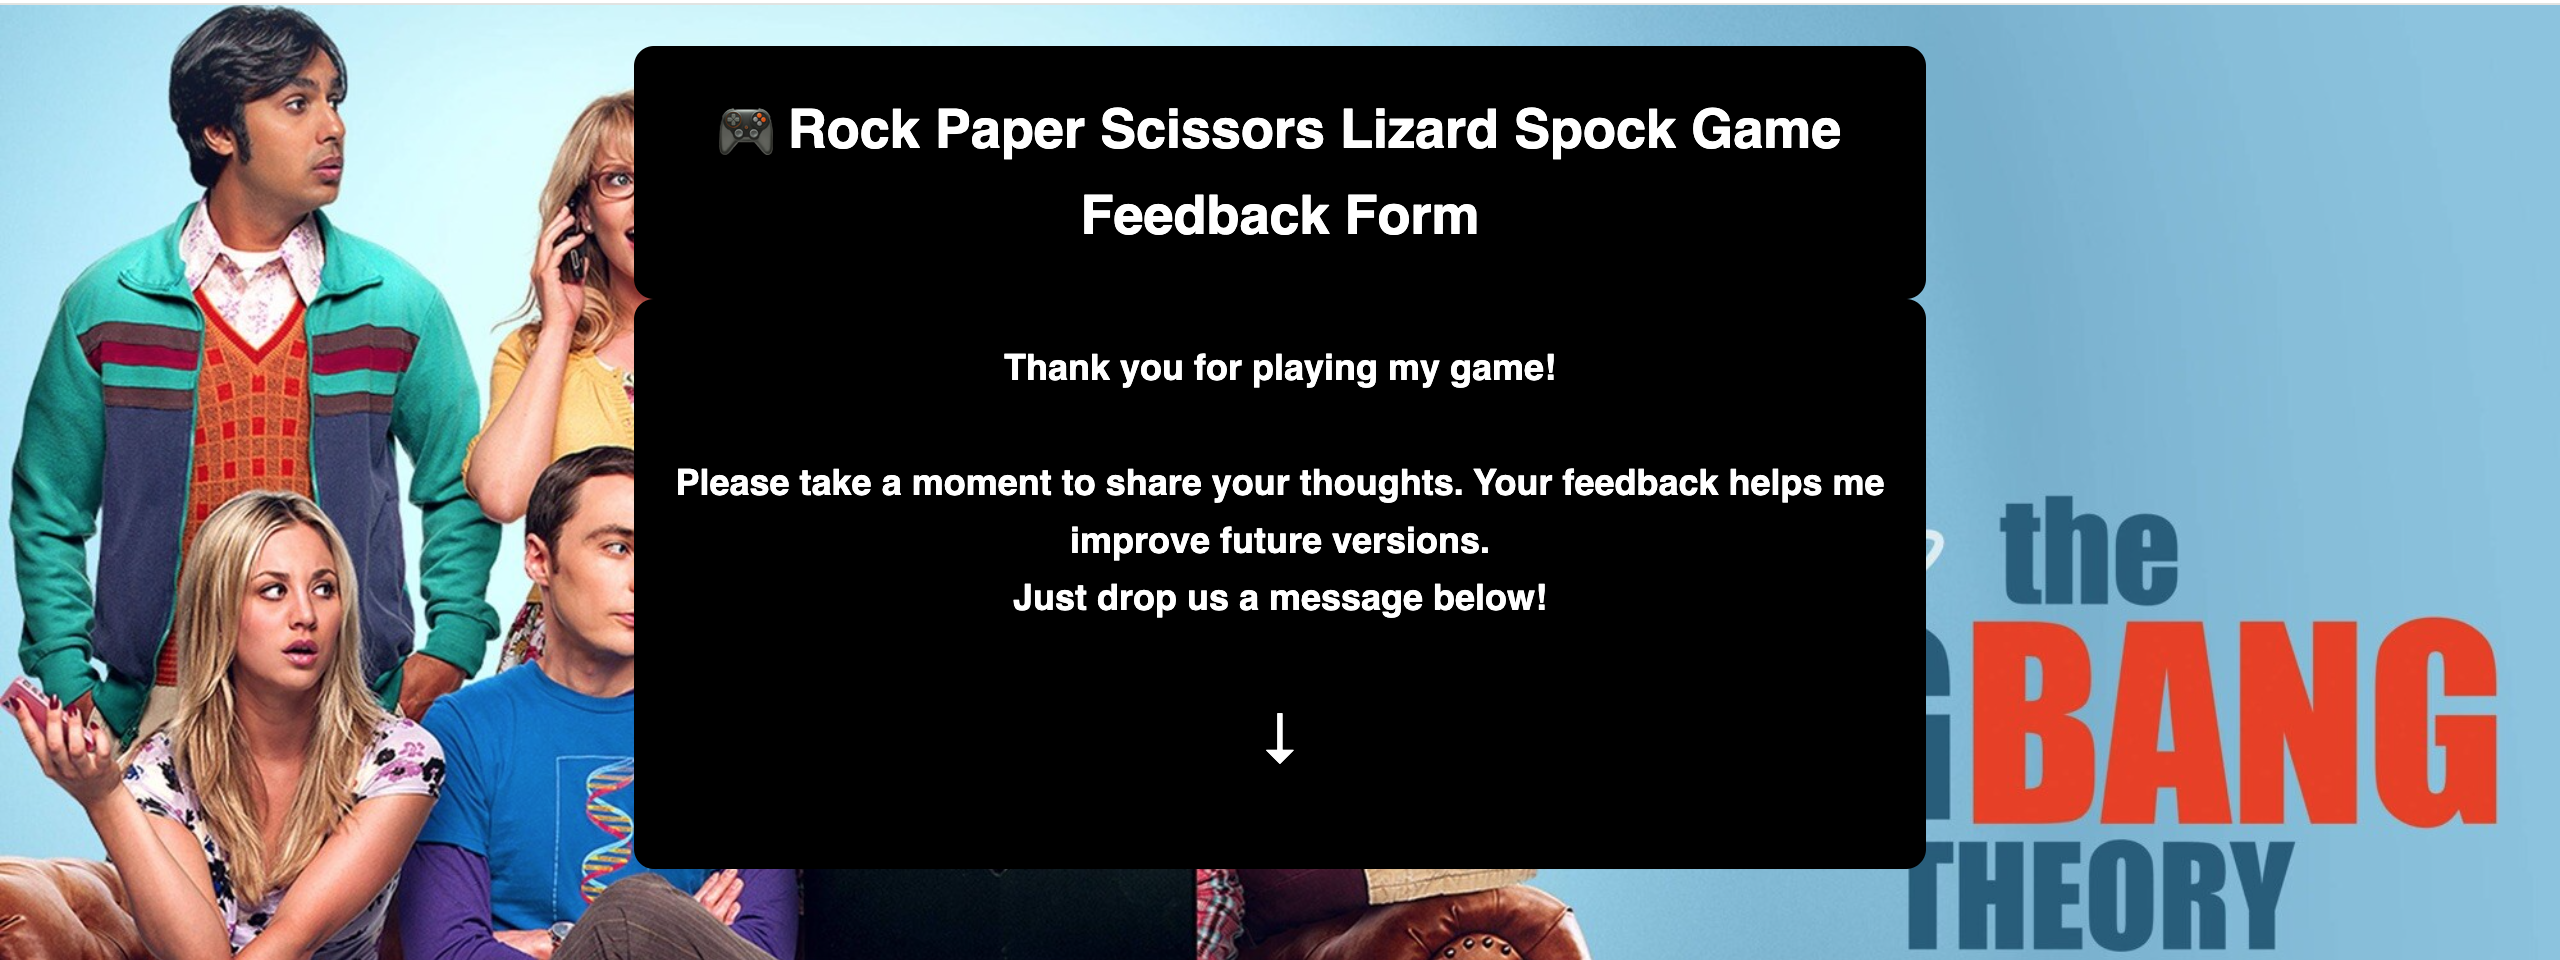 🎮 Rock Paper Scissors Lizard Spock Game
Feedback Form
Thank you for playing my game!
Please take a moment to share your thoughts. Your feedback helps me
improve future versions.
Just drop us a message below!
↓
the
G BANG
THEORY